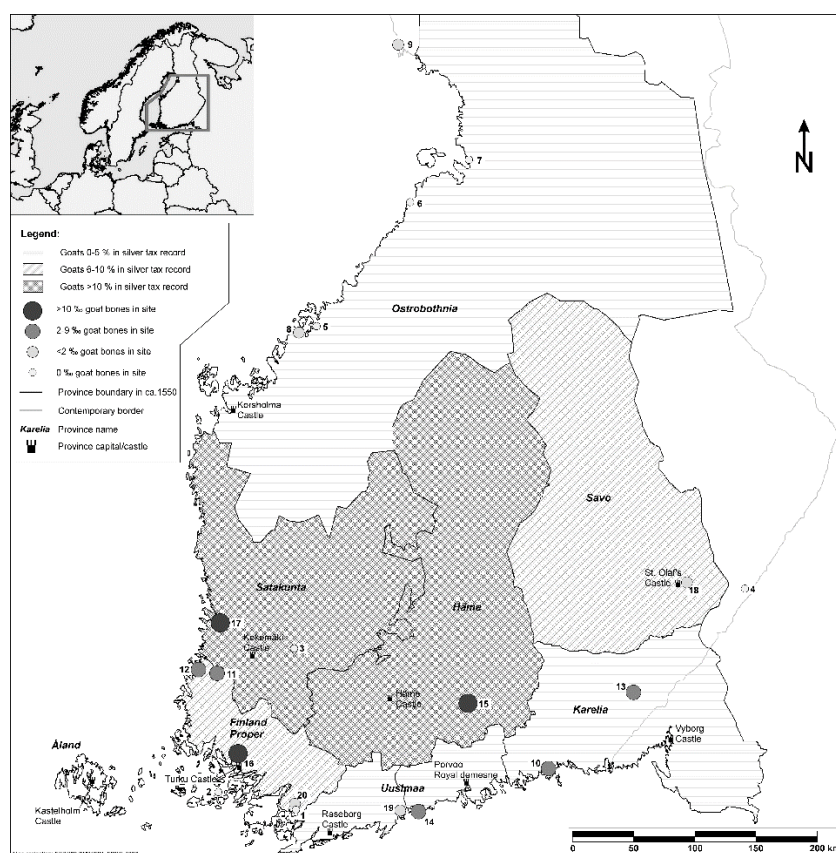 N
Legend:
Goats 0-5 % in silver tax record
Goats 6-10 % in silver tax record
Goats >10 % in silver tax record
>10 ‰ goat bones in site
2 9 ‰ goat bones in site
<2 ‰ goat bones in site
0 ‰ goat bones in site
Province boundary in ca.1550
Contemporary border
Karelia Province name
Province capital/castle
9
7
6
Ostrobothnia
8
5
Korsholma
Castle
Savo
St. Olaf's
Castle
18
4
Satakunta
Häme
17
Kokemäki
Castle
3
12
11
13
Häme
Castle
15
Karelia
Finland
Proper
Vyborg
Castle
Åland
16
Turku Castle
2
Porvoo
Royal demesne
10
Kastelholm
Castle
20
1
Uusmaa
19
14
Raseborg
Castle
0 50 100 150 200 km